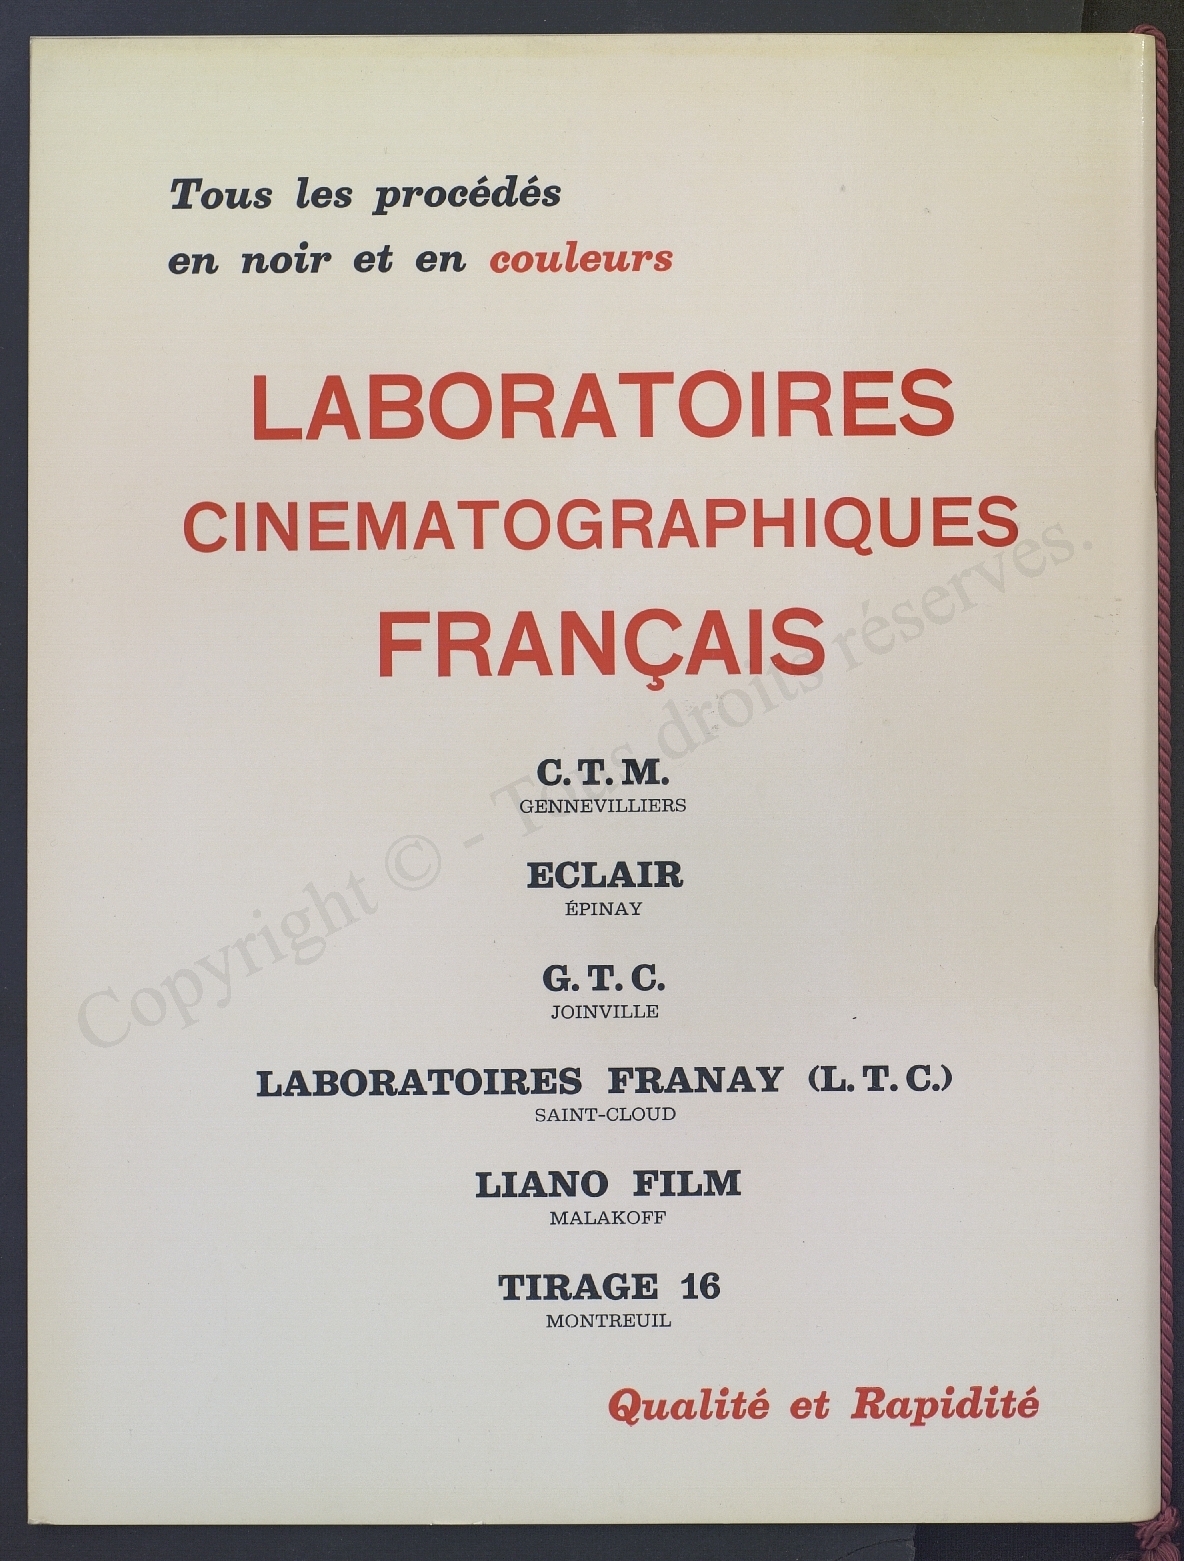 Tous les procédés
en noir et en couleurs
LABORATOIRES
CINEMATOGRAPHIQUES
FRANÇAIS
C. T. M.
GENNEVILLIERS
ECLAIR
ÉPINAY
G. T. C.
JOINVILLE
LABORATOIRES FRANAY (L. T. C.)
SAINT-CLOUD
LIANO FILM
MALAKOFF
TIRAGE 16
MONTREUIL
Qualité et Rapidité
Copyright © - Tous droits réservés.